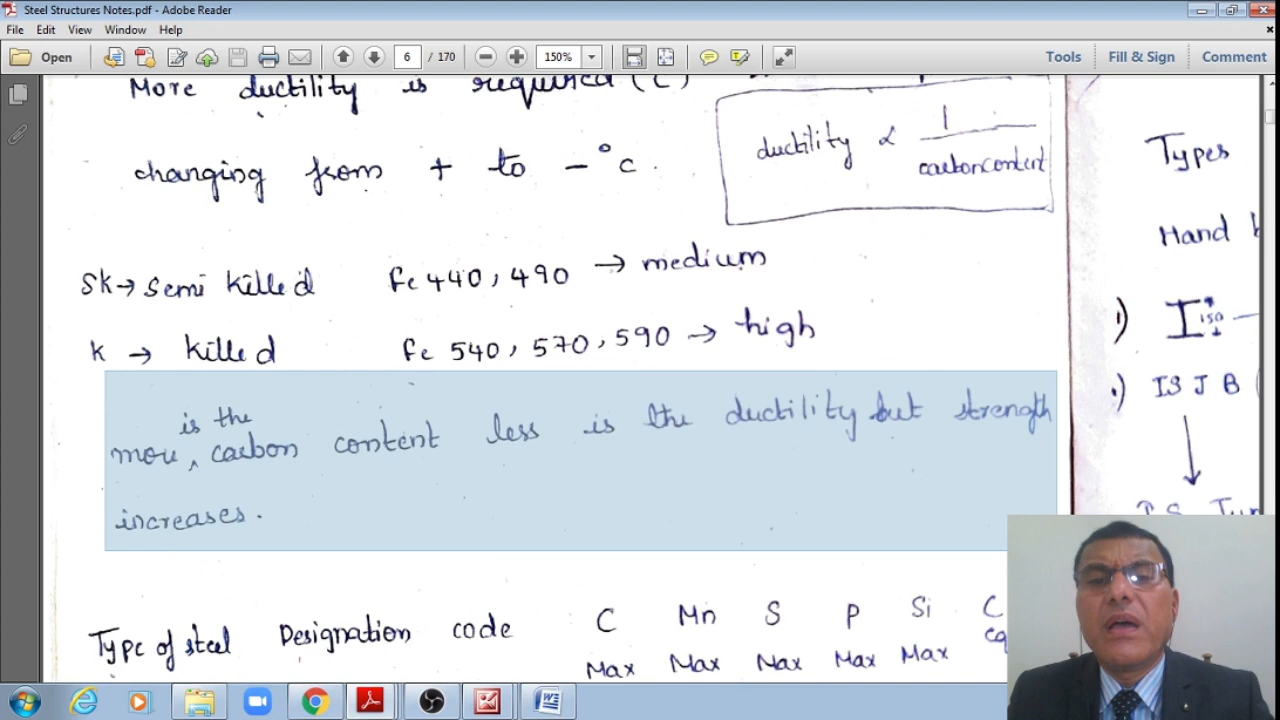 Steel Structures Notes.pdf - Adobe Reader
File Edit View Window Help
Open 6 / 170 150% Tools Fill & Sign Comment
More ductility is required (C)
changing from + to - °c.
ductility ∝ 1
carbon content
SK → Semi killed Fe 440, 490 → medium
K → killed Fe 540, 570, 590 → high
is the
more ^ carbon content less is the ductility but strength
increases.
Type of steel Designation code C Mn S P Si C
Max Max Max Max Max
Types
Hand
1) I 150
.) IS J B (